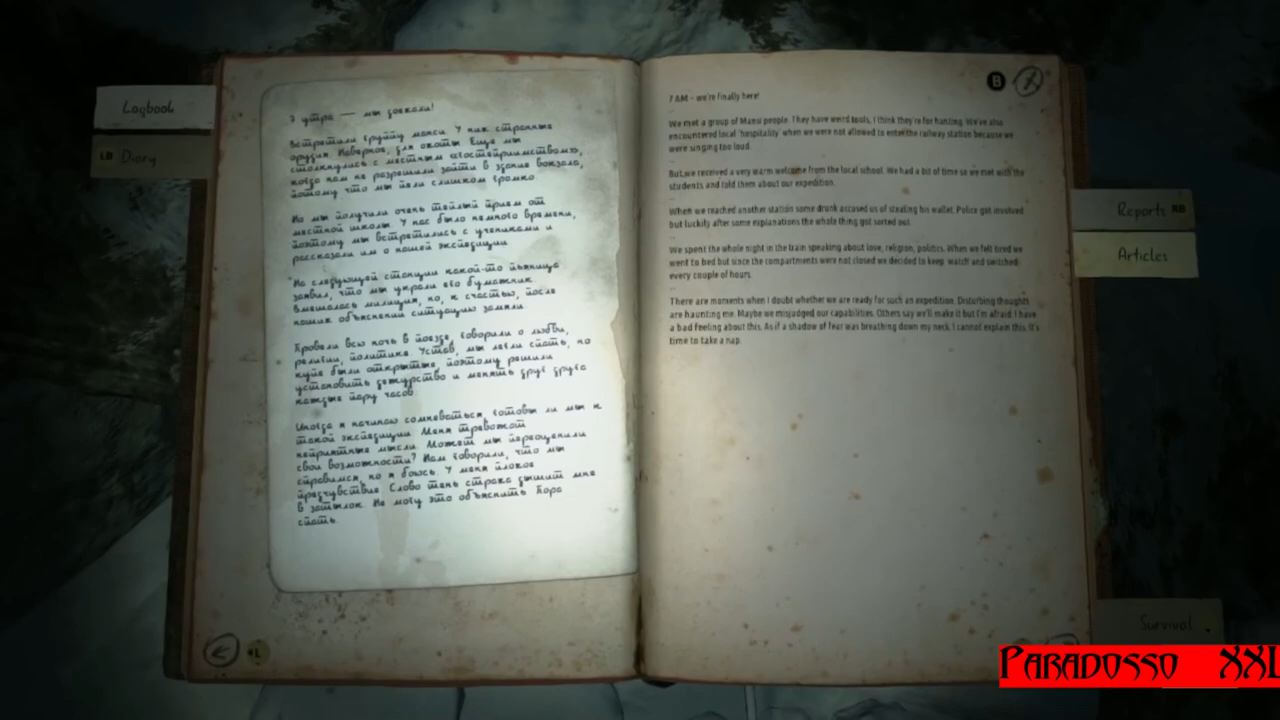 Logbook
LB Diary
7 утра — мы доехали!
Встретили группу манси. У них странные
орудия. Наверное, для охоты. Еще мы
столкнулись с местным «гостеприимством»,
когда нам не разрешили зайти в здание вокзала,
потому что мы пели слишком громко
Но мы получили очень теплый прием от
местной школы. У нас было немного времени,
поэтому мы встретились с учениками и
рассказали им о нашей экспедиции
На следующей станции какой-то пьяница
заявил, что мы украли его бумажник.
Вмешалась милиция, но, к счастью, после
наших объяснений ситуацию замяли
Провели всю ночь в поезде, говорили о любви,
религии, политике. Устав, мы легли спать, но
купе были открытые поэтому решили
установить дежурство и менять друг друга
каждые пару часов
Иногда я начинаю сомневаться, готовы ли мы к
такой экспедиции. Меня тревожат
неприятные мысли. Может мы переоценили
свои возможности? Нам говорили, что мы
справимся, но я боюсь. У меня плохое
предчувствие. Слово тень страха дышит мне
в затылок. Не могу это объяснить. Пора
спать.
L
B
7 AM - we're finally here!
We met a group of Mansi people. They have weird tools, I think they're for hunting. We've also
encountered local 'hospitality' when we were not allowed to enter the railway station because we
were singing too loud.
But we received a very warm welcome from the local school. We had a bit of time so we met with the
students and told them about our expedition.
When we reached another station some drunk accused us of stealing his wallet. Police got involved
but luckily after some explanations the whole thing got sorted out.
We spent the whole night in the train speaking about love, religion, politics. When we felt tired we
went to bed but since the compartments were not closed we decided to keep watch and switched
every couple of hours.
There are moments when I doubt whether we are ready for such an expedition. Disturbing thoughts
are haunting me. Maybe we misjudged our capabilities. Others say we'll make it but I'm afraid. I have
a bad feeling about this. As if a shadow of fear was breathing down my neck. I cannot explain this. It's
time to take a nap.
Reports RB
Articles
Survival
Paradosso XXL